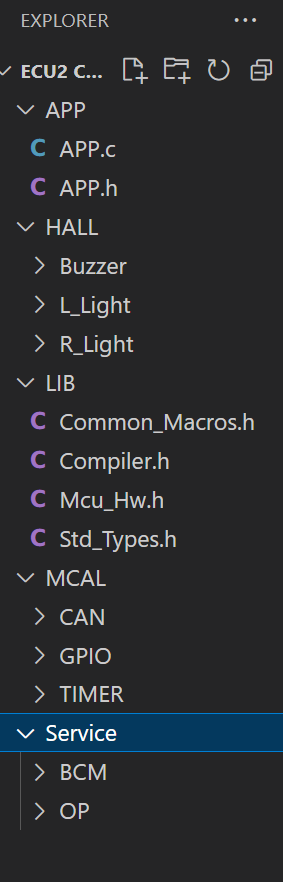 EXPLORER ...
ECU2 C...
APP
C APP.c
C APP.h
HALL
Buzzer
L_Light
R_Light
LIB
C Common_Macros.h
C Compiler.h
C Mcu_Hw.h
C Std_Types.h
MCAL
CAN
GPIO
TIMER
Service
BCM
OP